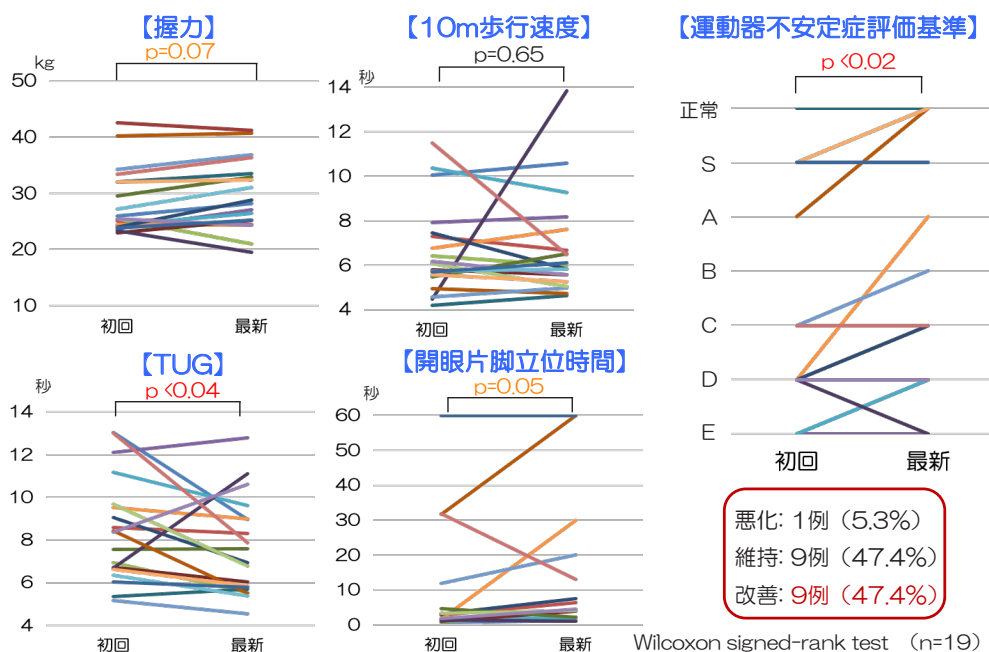 【握力】
p=0.07
kg
50
40
30
20
10
初回
最新
【10m歩行速度】
p=0.65
秒
14
12
10
8
6
4
初回
最新
【運動器不安定症評価基準】
p <0.02
正常
S
A
B
C
D
E
初回
最新
【TUG】
p <0.04
秒
14
12
10
8
6
4
初回
最新
【開眼片脚立位時間】
p=0.05
秒
60
50
40
30
20
10
0
初回
最新
悪化: 1例(5.3%)
維持: 9例(47.4%)
改善: 9例(47.4%)
Wilcoxon signed-rank test (n=19)